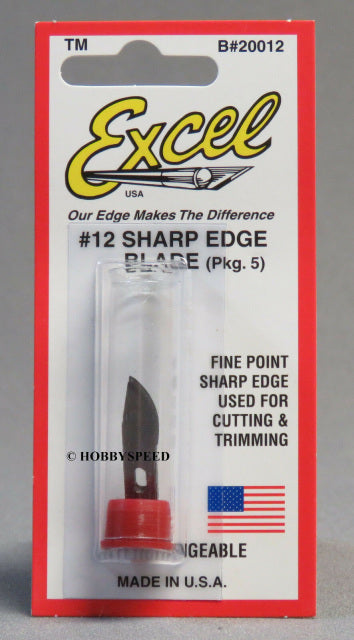 TM
B#20012
Excel
USA
Our Edge Makes The Difference
#12 SHARP EDGE
BLADE (Pkg. 5)
FINE POINT
SHARP EDGE
USED FOR
CUTTING &
TRIMMING
© HOBBYSPEED
NGEABLE
MADE IN U.S.A.